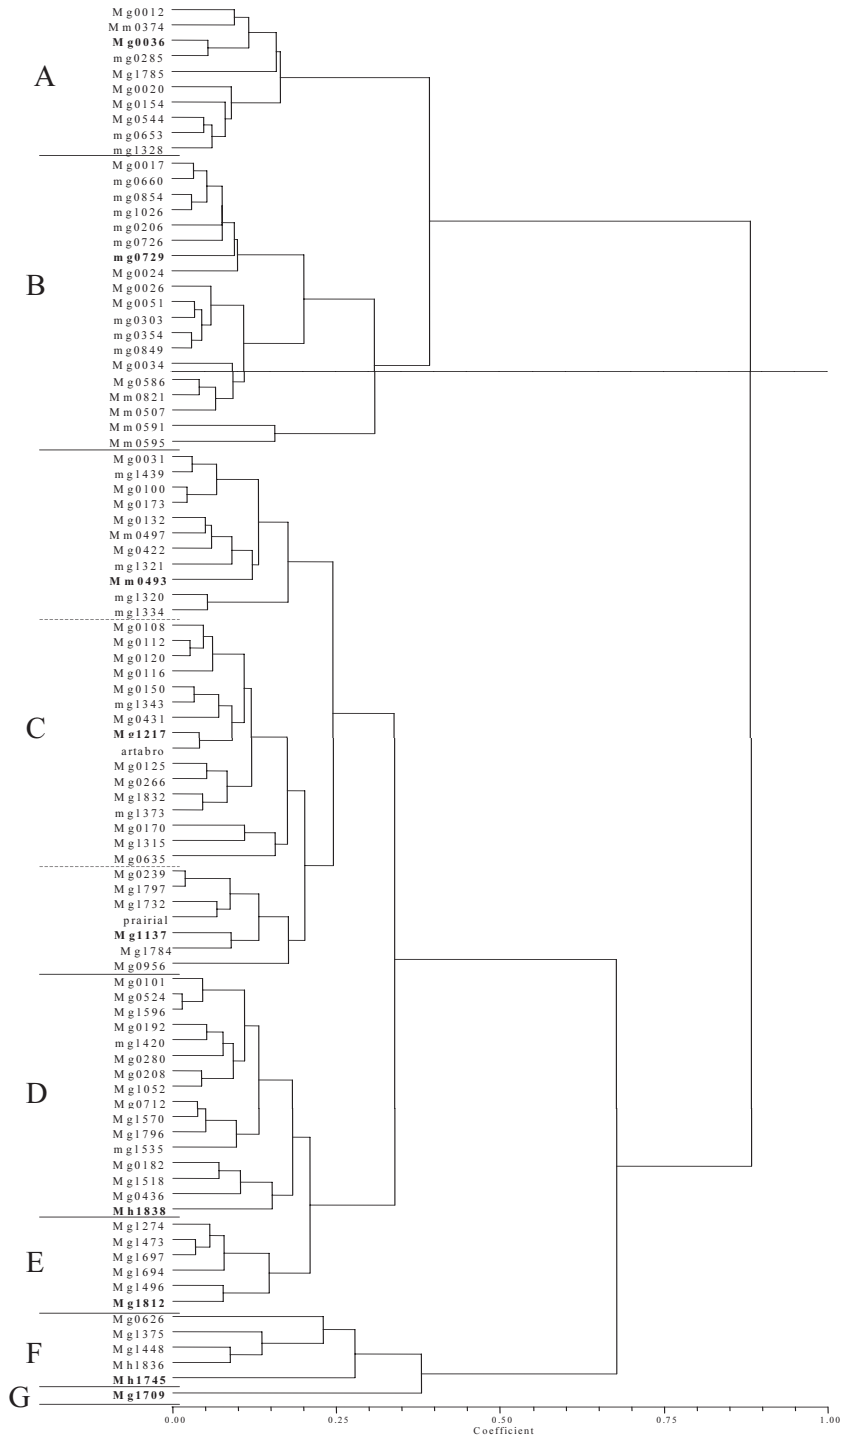 Mg0012
Mm0374
Mg0036
mg0285
Mg1785
A
Mg0020
Mg0154
Mg0544
mg0653
mg1328
Mg0017
mg0660
mg0854
mg1026
mg0206
mg0726
mg0729
Mg0024
B
Mg0026
Mg0051
mg0303
mg0354
mg0849
Mg0034
Mg0586
Mm0821
Mm0507
Mm0591
Mm0595
Mg0031
mg1439
Mg0100
Mg0173
Mg0132
Mm0497
Mg0422
mg1321
Mm0493
mg1320
mg1334
Mg0108
Mg0112
Mg0120
Mg0116
Mg0150
mg1343
Mg0431
C
Mg1217
artabro
Mg0125
Mg0266
Mg1832
mg1373
Mg0170
Mg1315
Mg0635
Mg0239
Mg1797
Mg1732
prairial
Mg1137
Mg1784
Mg0956
Mg0101
Mg0524
Mg1596
Mg0192
mg1420
Mg0280
Mg0208
Mg1052
D
Mg0712
Mg1570
Mg1796
mg1535
Mg0182
Mg1518
Mg0436
Mh1838
Mg1274
Mg1473
Mg1697
E
Mg1694
Mg1496
Mg1812
Mg0626
Mg1375
Mg1448
F
Mh1836
Mh1745
G
Mg1709
0.00 0.25 0.50 0.75 1.00
Coefficient